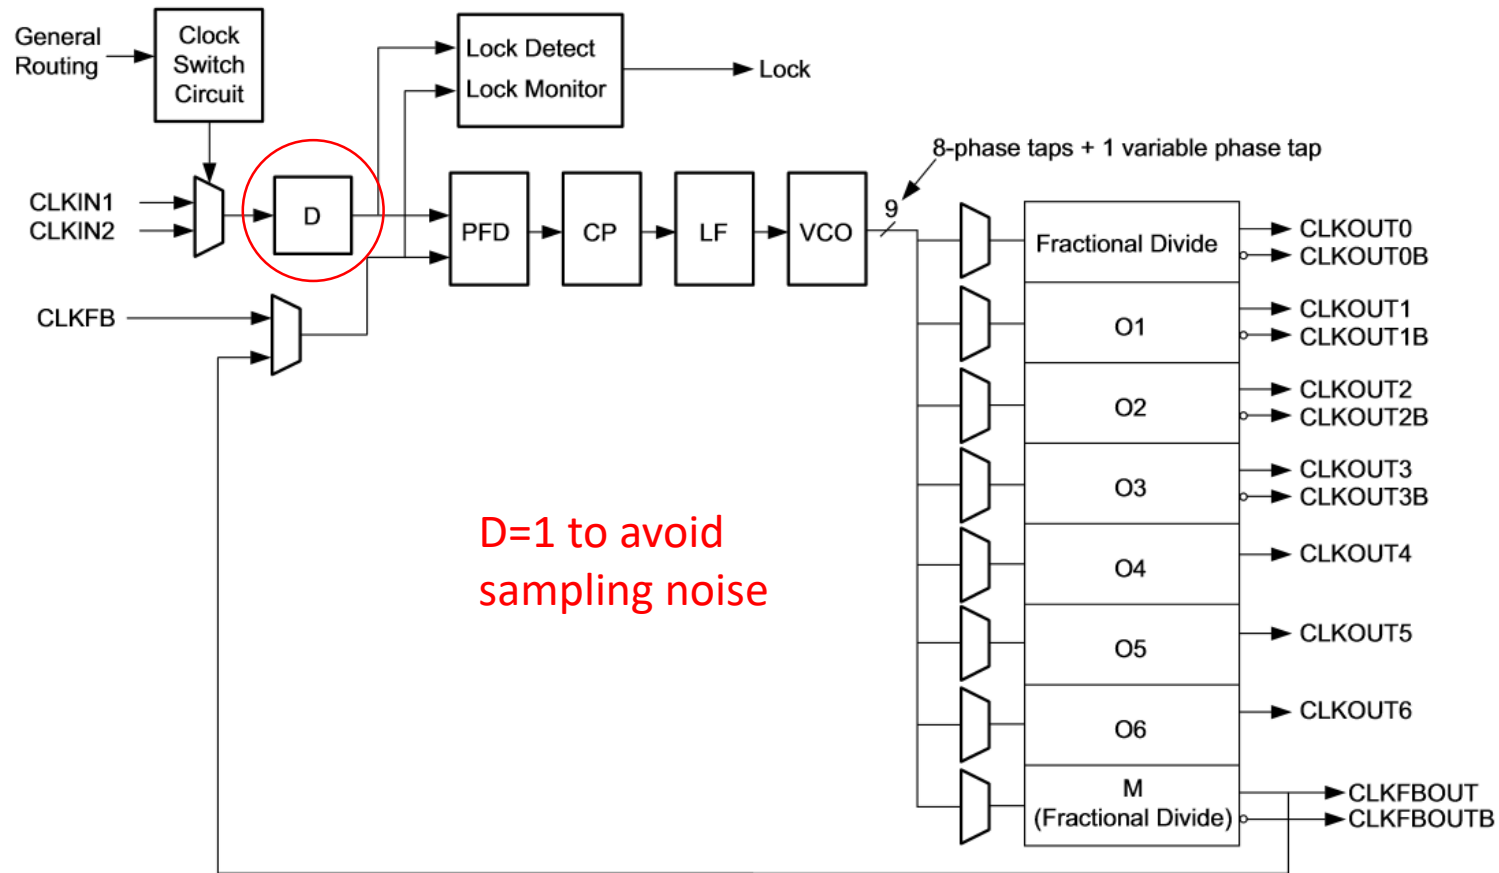 General
Routing
Clock
Switch
Circuit
Lock Detect
Lock Monitor
Lock
8-phase taps + 1 variable phase tap
CLKIN1
CLKIN2
D
PFD
CP
LF
VCO
9
CLKFB
Fractional Divide
CLKOUT0
CLKOUT0B
O1
CLKOUT1
CLKOUT1B
O2
CLKOUT2
CLKOUT2B
O3
CLKOUT3
CLKOUT3B
D=1 to avoid
sampling noise
O4
CLKOUT4
O5
CLKOUT5
O6
CLKOUT6
M
(Fractional Divide)
CLKFBOUT
CLKFBOUTB